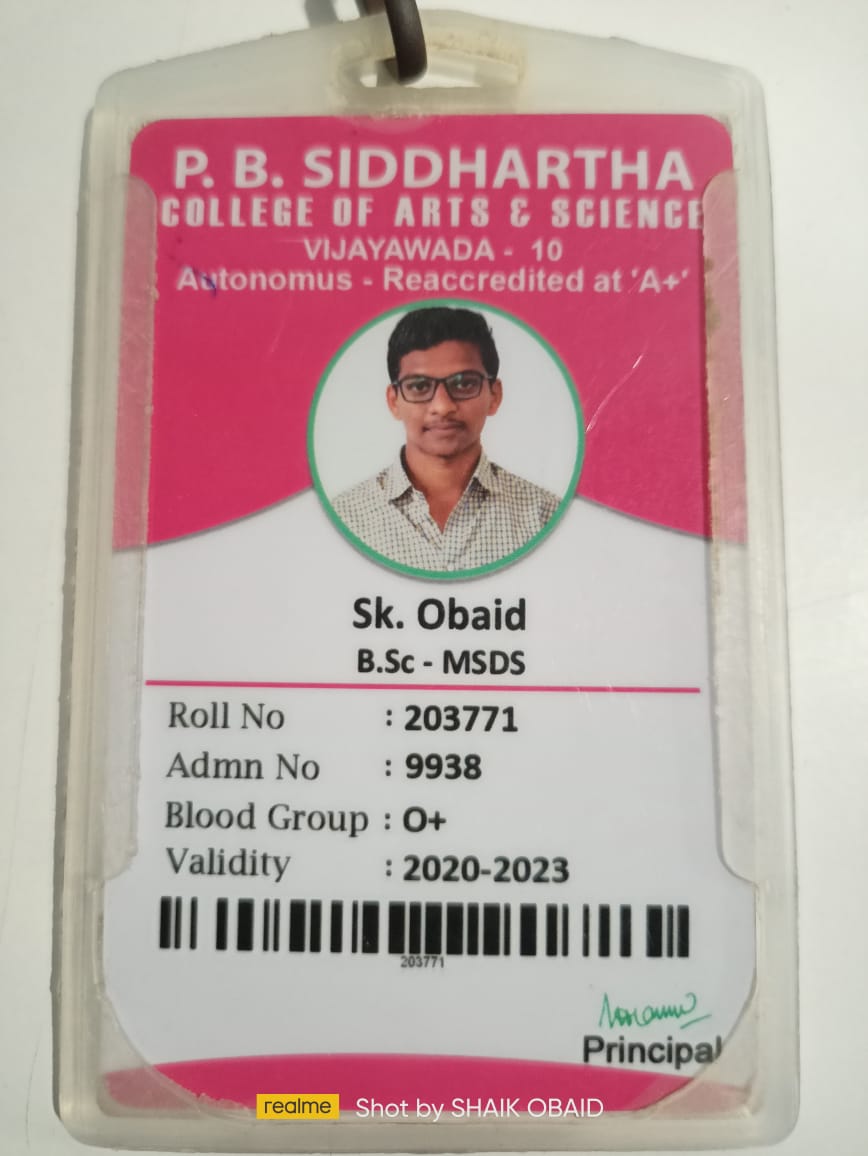 P. B. SIDDHARTHA
COLLEGE OF ARTS & SCIENCE
VIJAYAWADA - 10
Autonomus - Reaccredited at 'A+'
Sk. Obaid
B.Sc - MSDS
Roll No : 203771
Admn No : 9938
Blood Group : O+
Validity : 2020-2023
203771
Principal
realme Shot by SHAIK OBAID